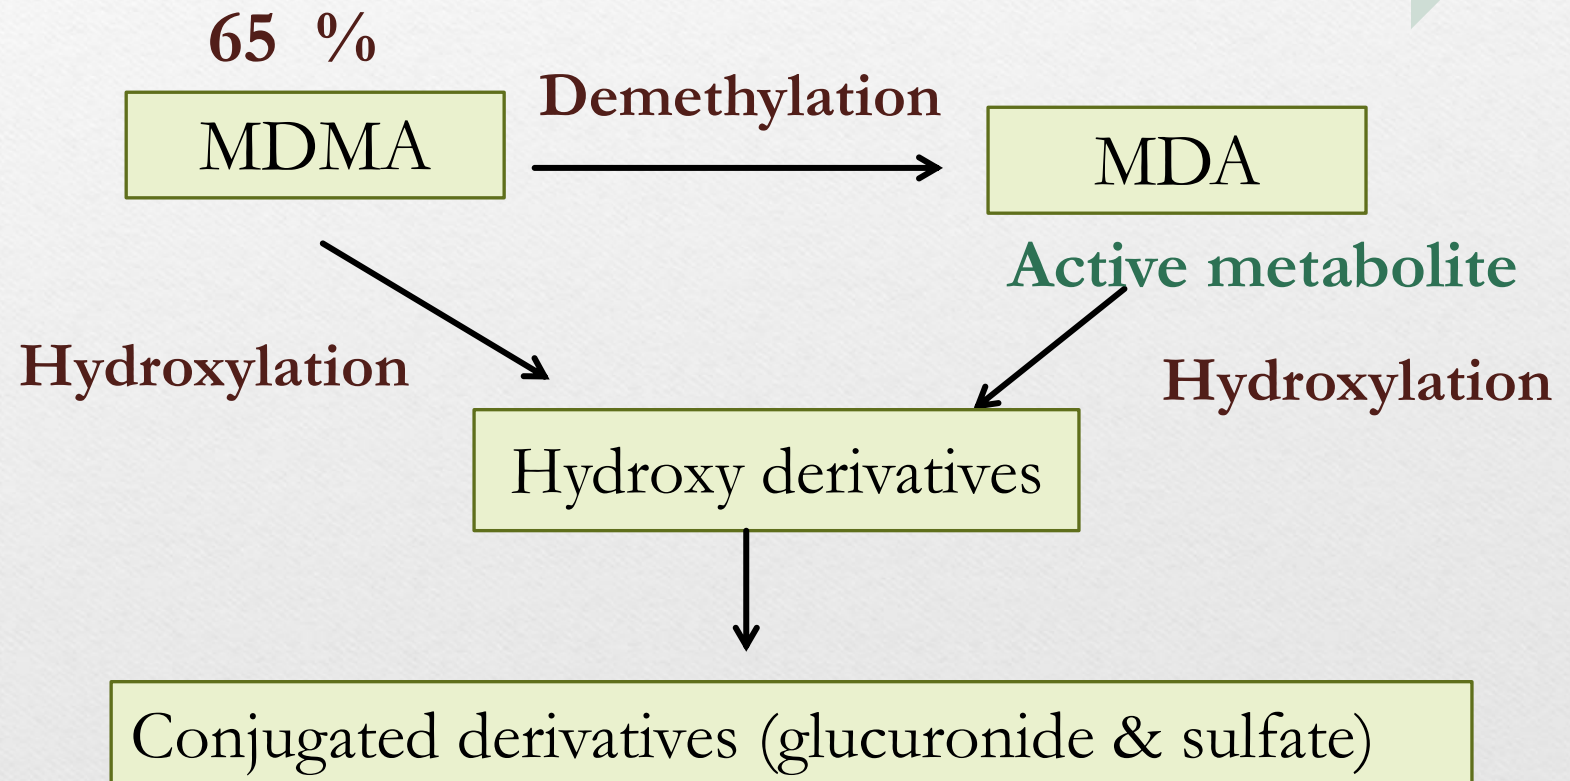 65 %
Demethylation
MDMA
MDA
Active metabolite
Hydroxylation
Hydroxylation
Hydroxy derivatives
Conjugated derivatives (glucuronide & sulfate)